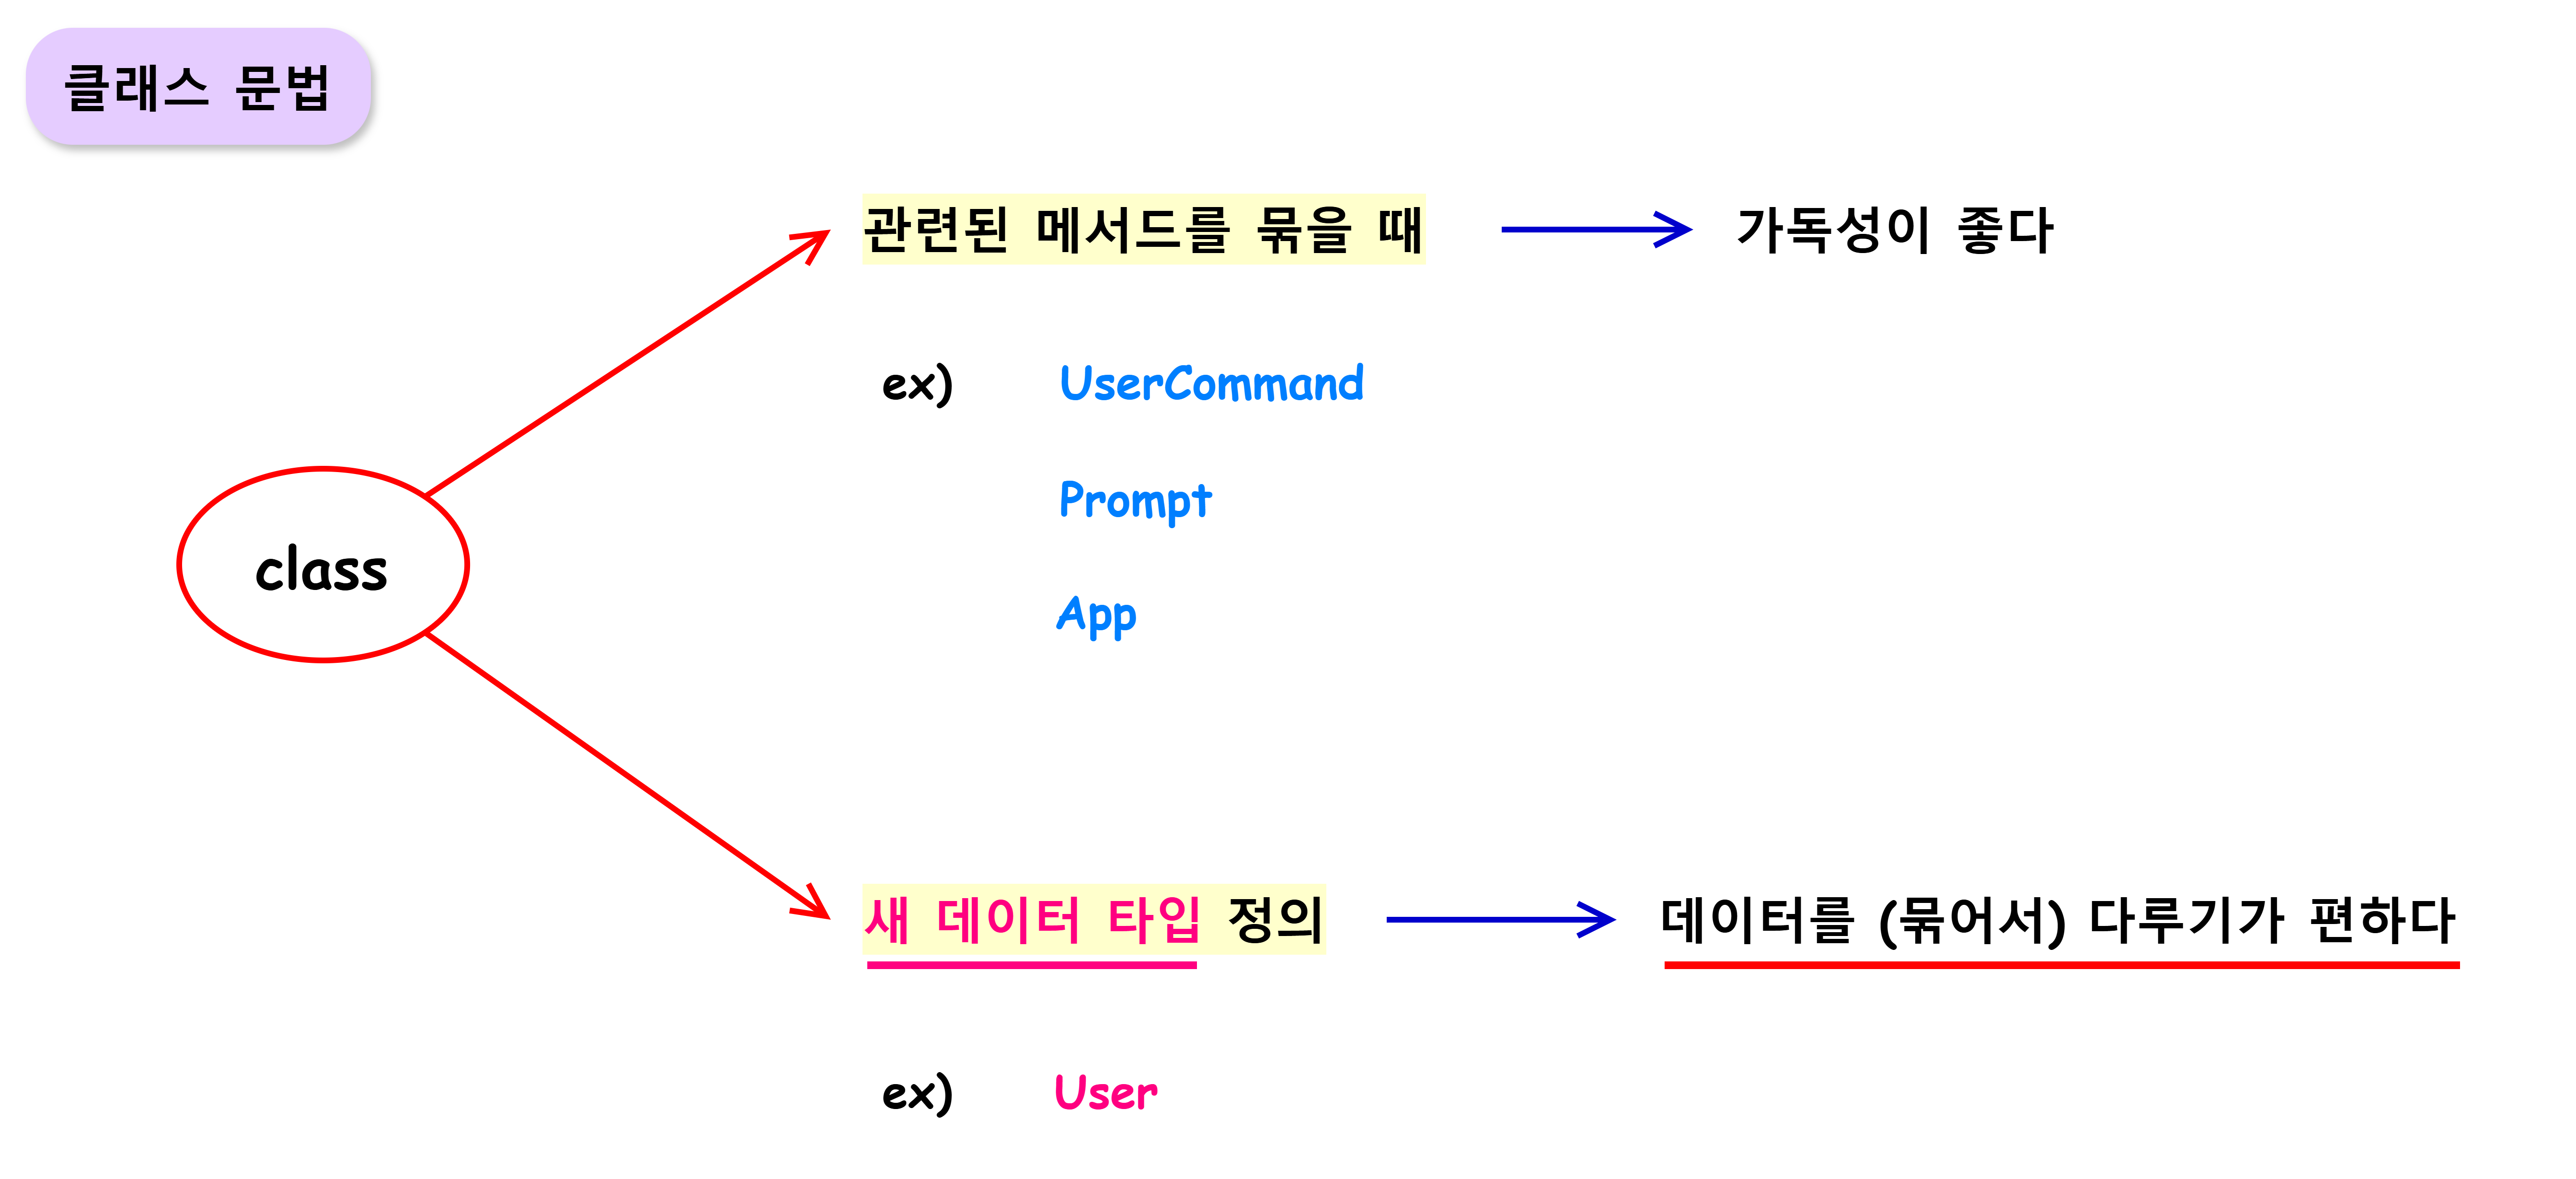 클래스 문법
관련된 메서드를 묶을 때 가독성이 좋다
ex) UserCommand
Prompt
App
class
새 데이터 타입 정의 데이터를 (묶어서) 다루기가 편하다
ex) User